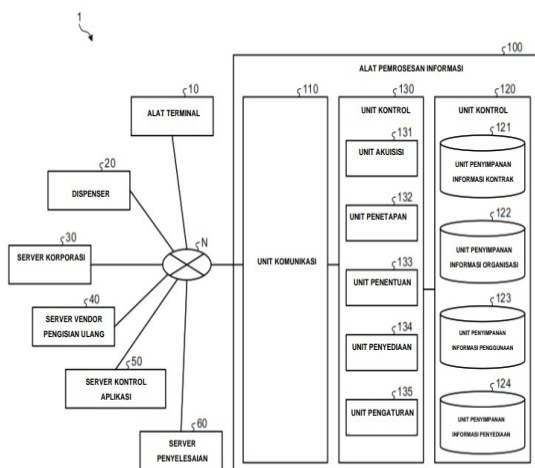 1
100
ALAT PEMROSESAN INFORMASI
10
ALAT TERMINAL
20
DISPENSER
30
SERVER KORPORASI
40
SERVER VENDOR
PENGISIAN ULANG
50
SERVER KONTROL
APLIKASI
60
SERVER
PENYELESAIAN
N
110
UNIT KOMUNIKASI
130
UNIT KONTROL
131
UNIT AKUISISI
132
UNIT PENETAPAN
133
UNIT PENENTUAN
134
UNIT PENYEDIAAN
135
UNIT PENGATURAN
120
UNIT KONTROL
121
UNIT PENYIMPANAN
INFORMASI KONTRAK
122
UNIT PENYIMPANAN
INFORMASI ORGANISASI
123
UNIT PENYIMPANAN
INFORMASI PENGGUNAAN
124
UNIT PENYIMPANAN
INFORMASI PENYEDIAAN